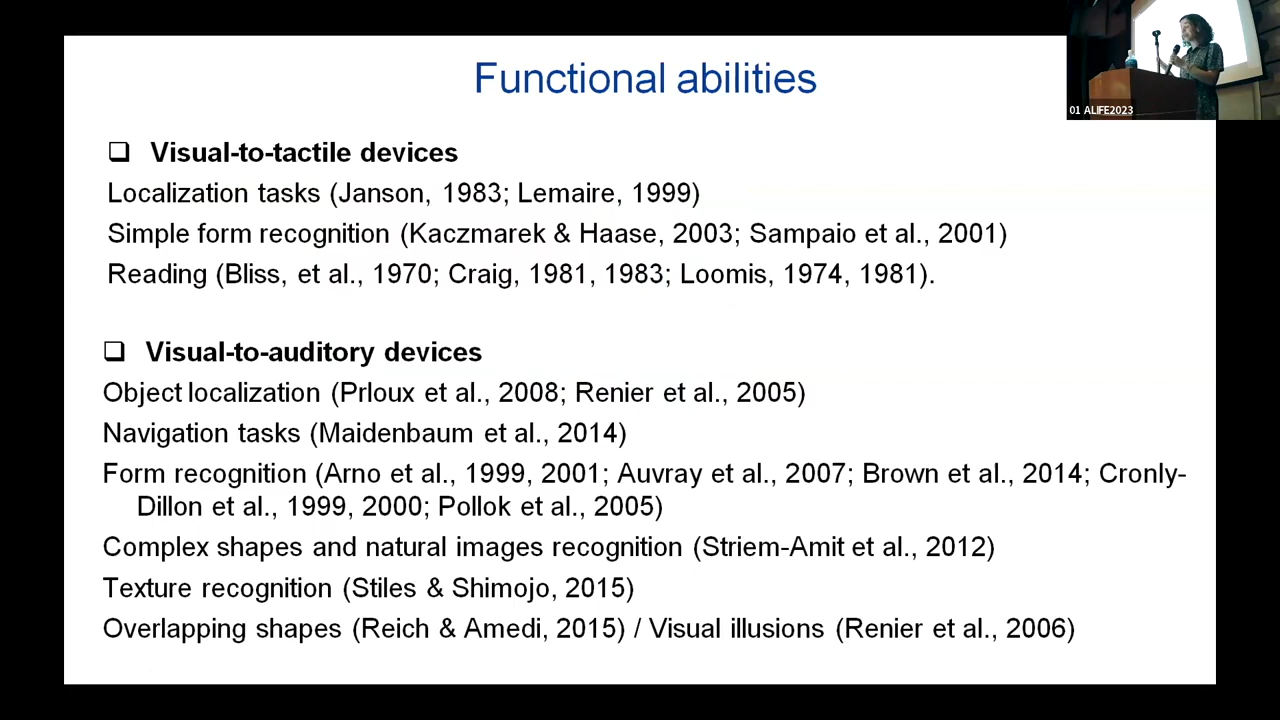 Functional abilities
01 ALIFE2023
❑ Visual-to-tactile devices
Localization tasks (Janson, 1983; Lemaire, 1999)
Simple form recognition (Kaczmarek & Haase, 2003; Sampaio et al., 2001)
Reading (Bliss, et al., 1970; Craig, 1981, 1983; Loomis, 1974, 1981).
❑ Visual-to-auditory devices
Object localization (Prloux et al., 2008; Renier et al., 2005)
Navigation tasks (Maidenbaum et al., 2014)
Form recognition (Arno et al., 1999, 2001; Auvray et al., 2007; Brown et al., 2014; Cronly-
Dillon et al., 1999, 2000; Pollok et al., 2005)
Complex shapes and natural images recognition (Striem-Amit et al., 2012)
Texture recognition (Stiles & Shimojo, 2015)
Overlapping shapes (Reich & Amedi, 2015) / Visual illusions (Renier et al., 2006)